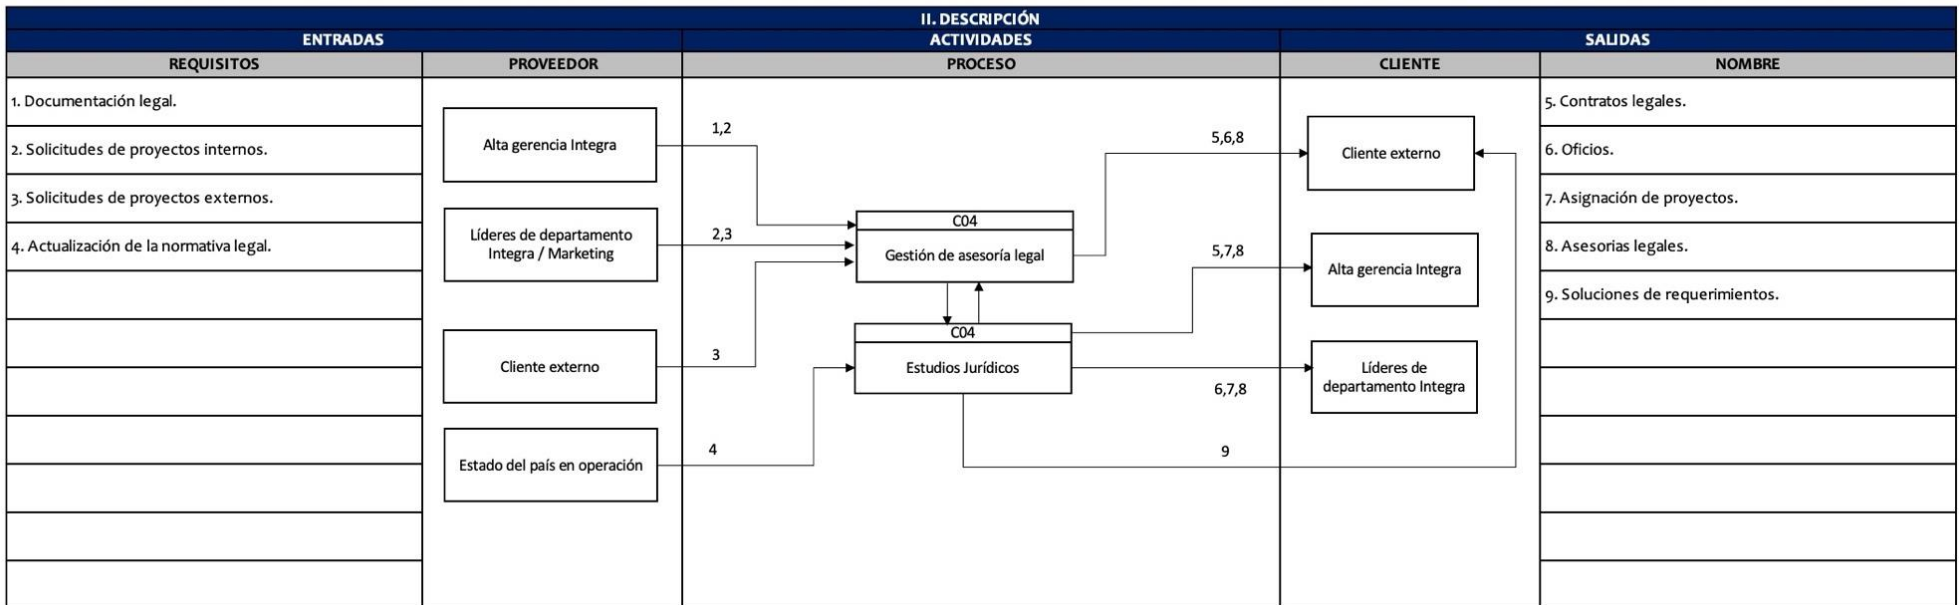 II. DESCRIPCIÓN
ENTRADAS
ACTIVIDADES
SALIDAS
REQUISITOS
PROVEEDOR
PROCESO
CLIENTE
NOMBRE
1. Documentación legal.
2. Solicitudes de proyectos internos.
3. Solicitudes de proyectos externos.
4. Actualización de la normativa legal.
Alta gerencia Integra
Líderes de departamento
Integra / Marketing
Cliente externo
Estado del país en operación
1,2
2,3
3
4
C04
Gestión de asesoría legal
C04
Estudios Jurídicos
5,6,8
5,7,8
6,7,8
9
Cliente externo
Alta gerencia Integra
Líderes de
departamento Integra
5. Contratos legales.
6. Oficios.
7. Asignación de proyectos.
8. Asesorias legales.
9. Soluciones de requerimientos.